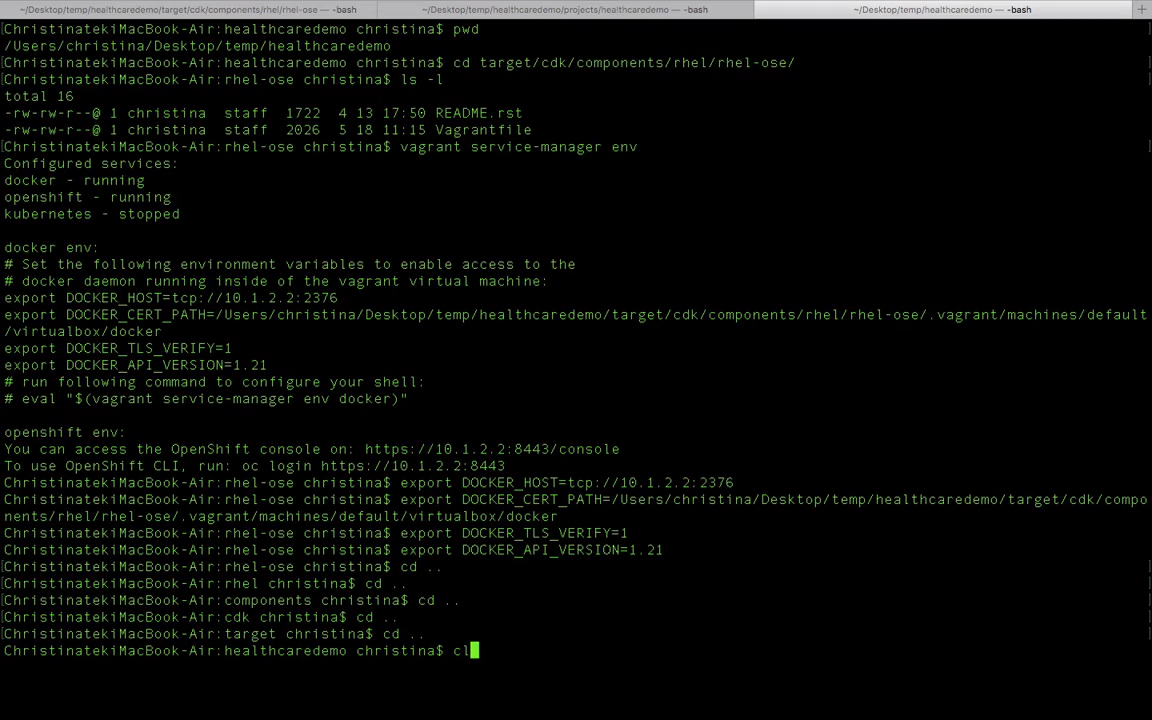 ~/Desktop/temp/healthcaredemo/target/cdk/components/rhel/rhel-ose — -bash
~/Desktop/temp/healthcaredemo/projects/healthcaredemo — -bash
~/Desktop/temp/healthcaredemo — -bash
[ChristinatekiMacBook-Air:healthcaredemo christina$ pwd
/Users/christina/Desktop/temp/healthcaredemo
[ChristinatekiMacBook-Air:healthcaredemo christina$ cd target/cdk/components/rhel/rhel-ose/
[ChristinatekiMacBook-Air:rhel-ose christina$ ls -l
total 16
-rw-rw-r--@ 1 christina  staff  1722  4 13 17:50 README.rst
-rw-rw-r--@ 1 christina  staff  2026  5 18 11:15 Vagrantfile
[ChristinatekiMacBook-Air:rhel-ose christina$ vagrant service-manager env
Configured services:
docker - running
openshift - running
kubernetes - stopped
docker env:
# Set the following environment variables to enable access to the
# docker daemon running inside of the vagrant virtual machine:
export DOCKER_HOST=tcp://10.1.2.2:2376
export DOCKER_CERT_PATH=/Users/christina/Desktop/temp/healthcaredemo/target/cdk/components/rhel/rhel-ose/.vagrant/machines/default
/virtualbox/docker
export DOCKER_TLS_VERIFY=1
export DOCKER_API_VERSION=1.21
# run following command to configure your shell:
# eval "$(vagrant service-manager env docker)"
openshift env:
You can access the OpenShift console on: https://10.1.2.2:8443/console
To use OpenShift CLI, run: oc login https://10.1.2.2:8443
[ChristinatekiMacBook-Air:rhel-ose christina$ export DOCKER_HOST=tcp://10.1.2.2:2376
[ChristinatekiMacBook-Air:rhel-ose christina$ export DOCKER_CERT_PATH=/Users/christina/Desktop/temp/healthcaredemo/target/cdk/compo
nents/rhel/rhel-ose/.vagrant/machines/default/virtualbox/docker
[ChristinatekiMacBook-Air:rhel-ose christina$ export DOCKER_TLS_VERIFY=1
[ChristinatekiMacBook-Air:rhel-ose christina$ export DOCKER_API_VERSION=1.21
[ChristinatekiMacBook-Air:rhel-ose christina$ cd ..
[ChristinatekiMacBook-Air:rhel christina$ cd ..
[ChristinatekiMacBook-Air:components christina$ cd ..
[ChristinatekiMacBook-Air:cdk christina$ cd ..
[ChristinatekiMacBook-Air:target christina$ cd ..
ChristinatekiMacBook-Air:healthcaredemo christina$ cl